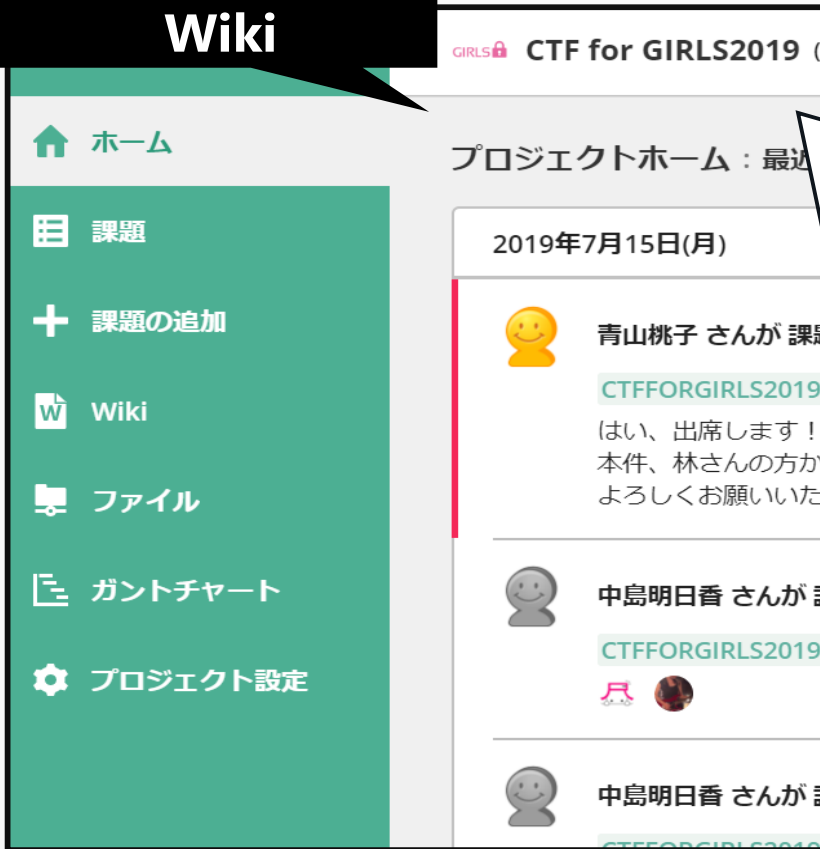 Wiki
GIRLS CTF for GIRLS2019 (
ホーム
課題
課題の追加
Wiki
ファイル
ガントチャート
プロジェクト設定
プロジェクトホーム：最近
2019年7月15日(月)
青山桃子 さんが 課題
CTFFORGIRLS2019
はい、出席します！
本件、林さんの方か
よろしくお願いいた
中島明日香 さんが
CTFFORGIRLS2019
中島明日香 さんが
CTFFORGIRLS2019